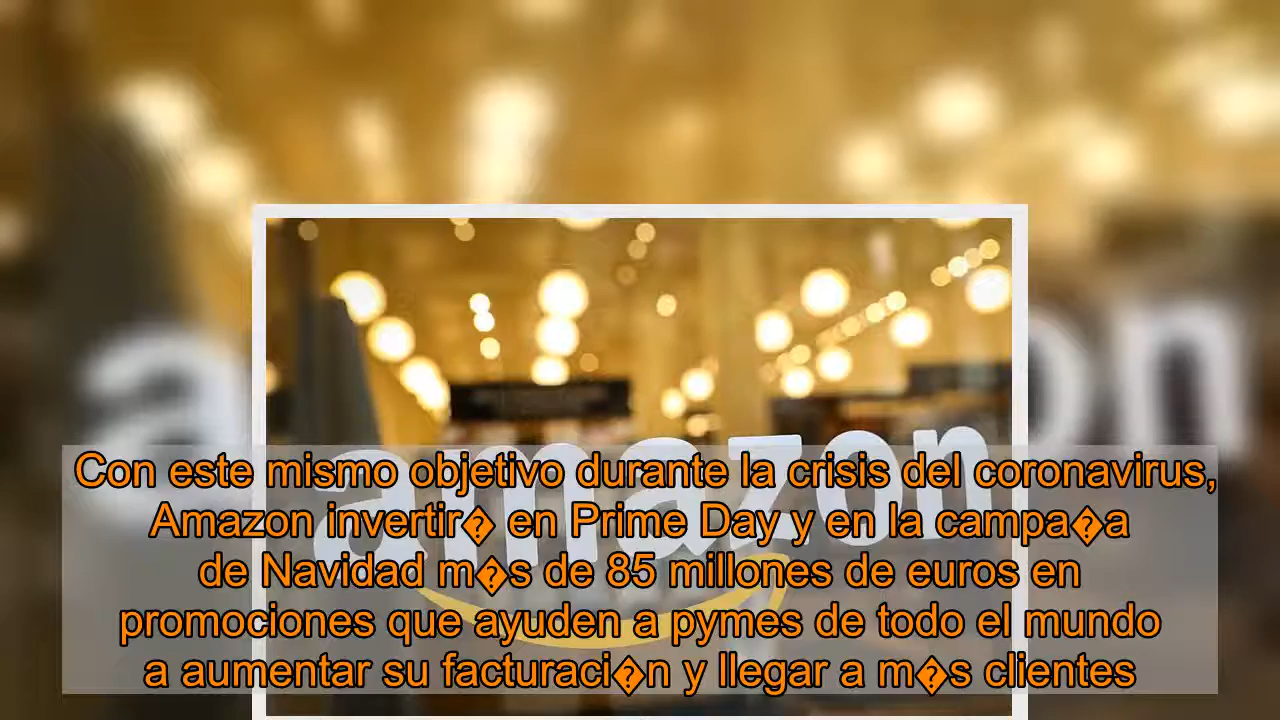 amazon
Con este mismo objetivo durante la crisis del coronavirus,
Amazon invertir� en Prime Day y en la campa�a
de Navidad m�s de 85 millones de euros en
promociones que ayuden a pymes de todo el mundo
a aumentar su facturaci�n y llegar a m�s clientes